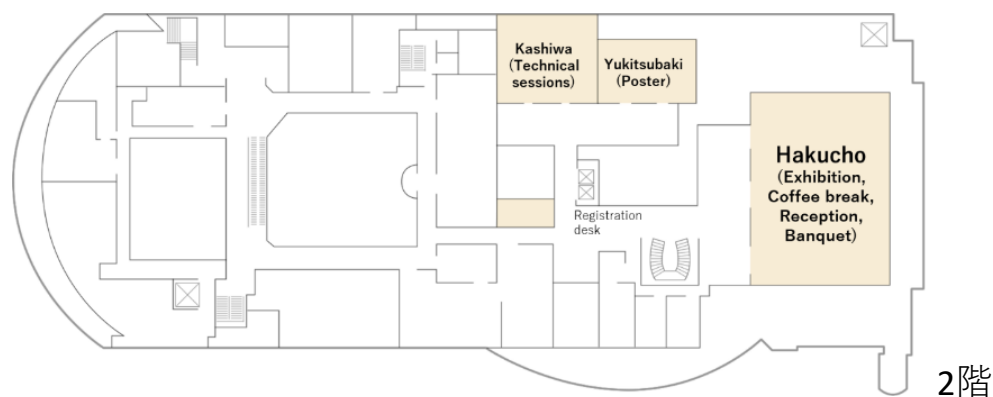 Kashiwa
(Technical
sessions)
Yukitsubaki
(Poster)
Hakucho
(Exhibition,
Coffee break,
Reception,
Banquet)
Registration
desk
2階